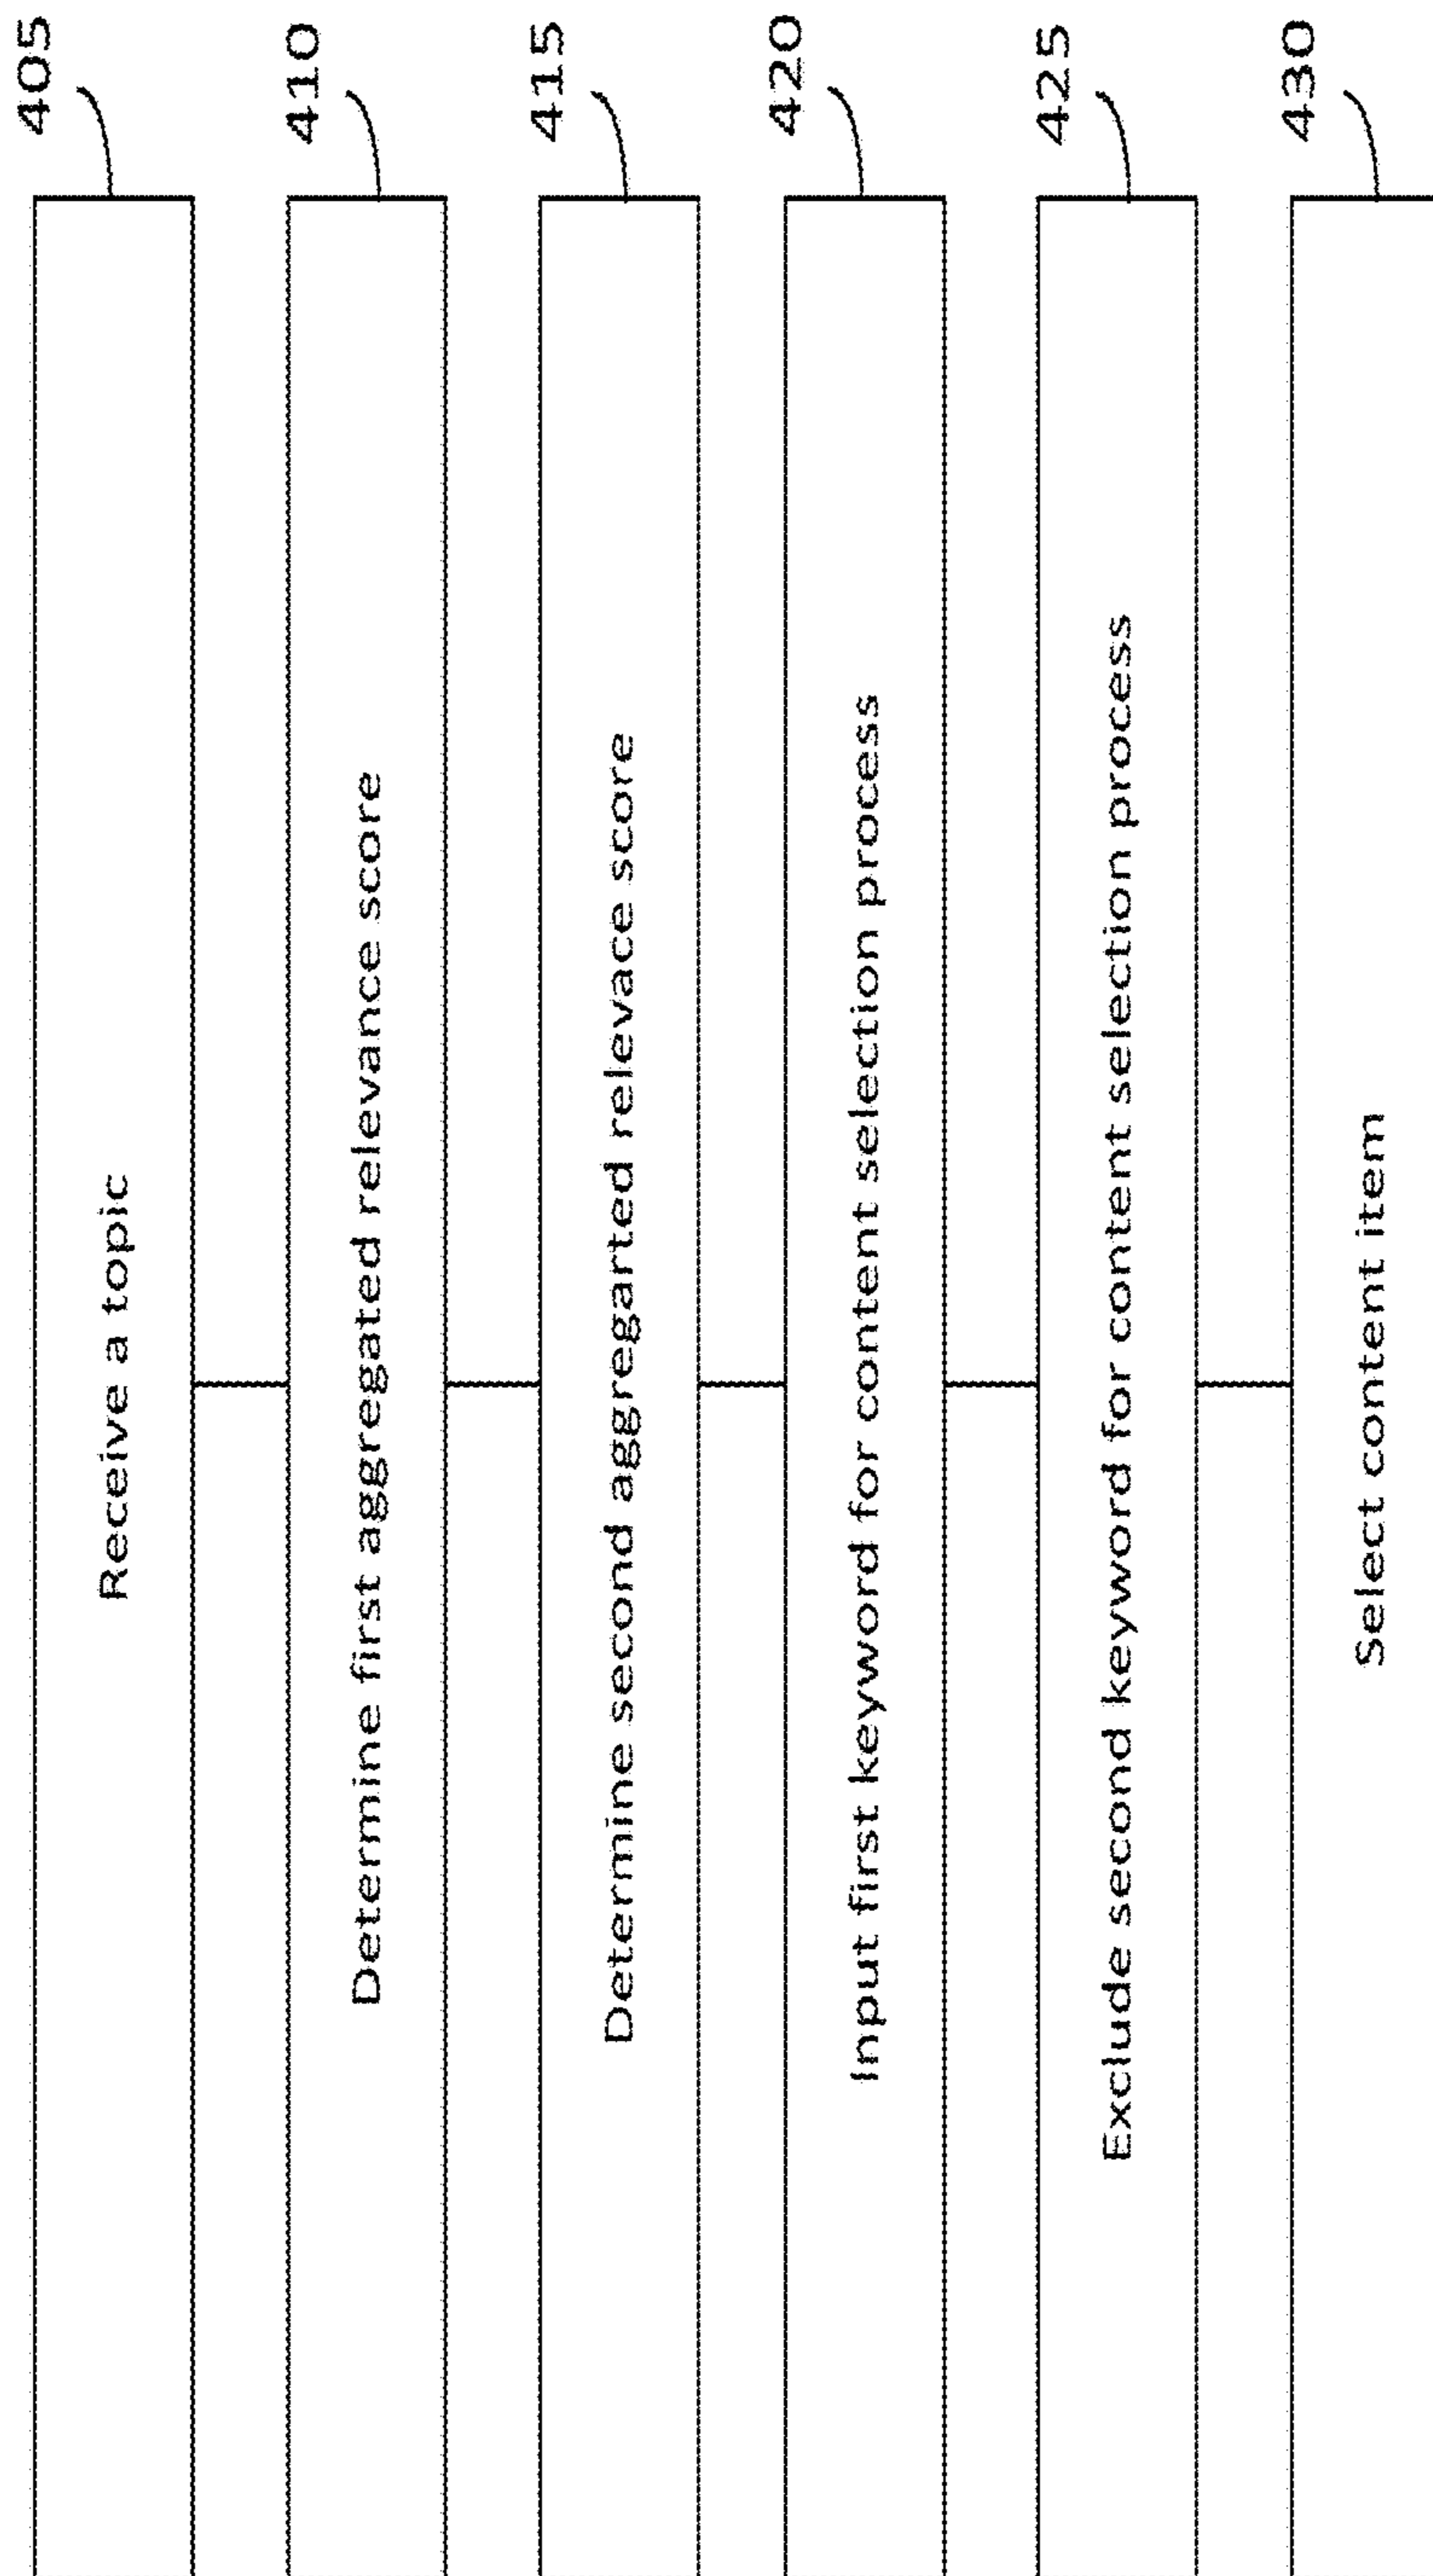 405
Receive a topic
410
Determine first aggregated relevance score
415
Determine second aggregarted relevace score
420
Input first keyword for content selection process
425
Exclude second keyword for content selection process
430
Select content item